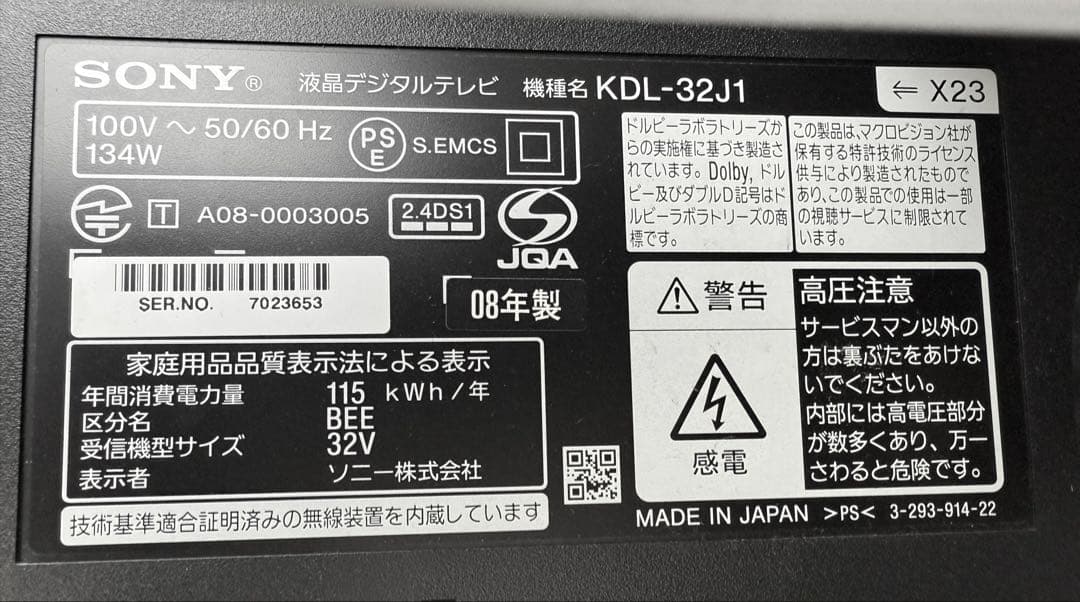 SONY® 液晶デジタルテレビ 機種名 KDL-32J1
⇐ X23
100V ～ 50/60 Hz
134W
PS
E
S.EMCS
T A08-0003005
2.4DS1
JQA
SER.NO. 7023653
08年製
家庭用品品質表示法による表示
年間消費電力量 115 kWh/年
区分名 BEE
受信機型サイズ 32V
表示者 ソニー株式会社
技術基準適合証明済みの無線装置を内蔵しています
ドルビーラボラトリーズか
らの実施権に基づき製造さ
れています。Dolby, ドル
ビー及びダブルD記号はド
ルビーラボラトリーズの商
標です。
この製品は、マクロビジョン社が
保有する特許技術のライセンス
供与により製造されたもので
あり、この製品での使用は一部
の視聴サービスに制限されて
います。
警告
感電
高圧注意
サービスマン以外の
方は裏ぶたをあけな
いでください。
内部には高電圧部分
が数多くあり、万一
さわると危険です。
MADE IN JAPAN >PS< 3-293-914-22